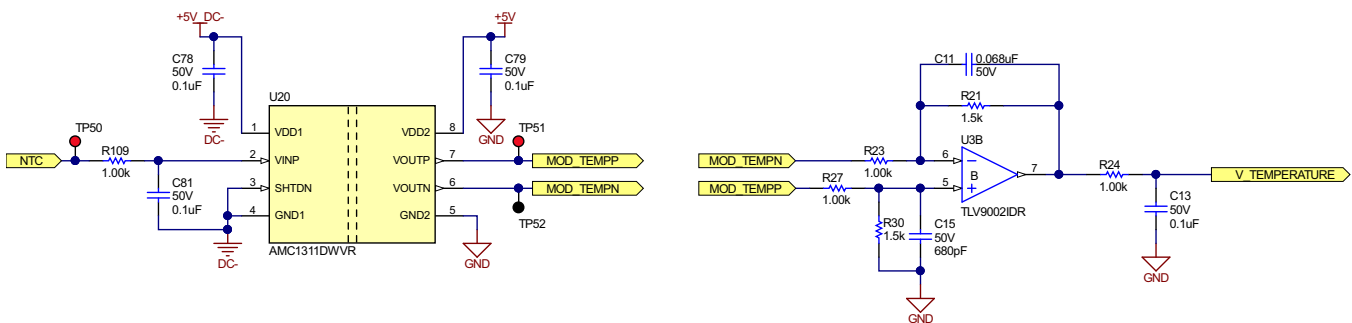 +5V_DC-
C78
50V
0.1uF
DC-
+5V
C79
50V
0.1uF
GND
U20
1
VDD1
VDD2
8
2
VINP
VOUTP
7
3
SHTDN
VOUTN
6
4
GND1
GND2
5
AMC1311DWVR
TP50
NTC
R109
1.00k
C81
50V
0.1uF
DC-
TP51
MOD_TEMPP
MOD_TEMPN
TP52
GND
C11
0.068uF
50V
R21
1.5k
U3B
MOD_TEMPN
R23
1.00k
6
MOD_TEMPP
R27
1.00k
5
B
7
TLV9002IDR
R30
1.5k
C15
50V
680pF
GND
R24
1.00k
V_TEMPERATURE
C13
50V
0.1uF
GND